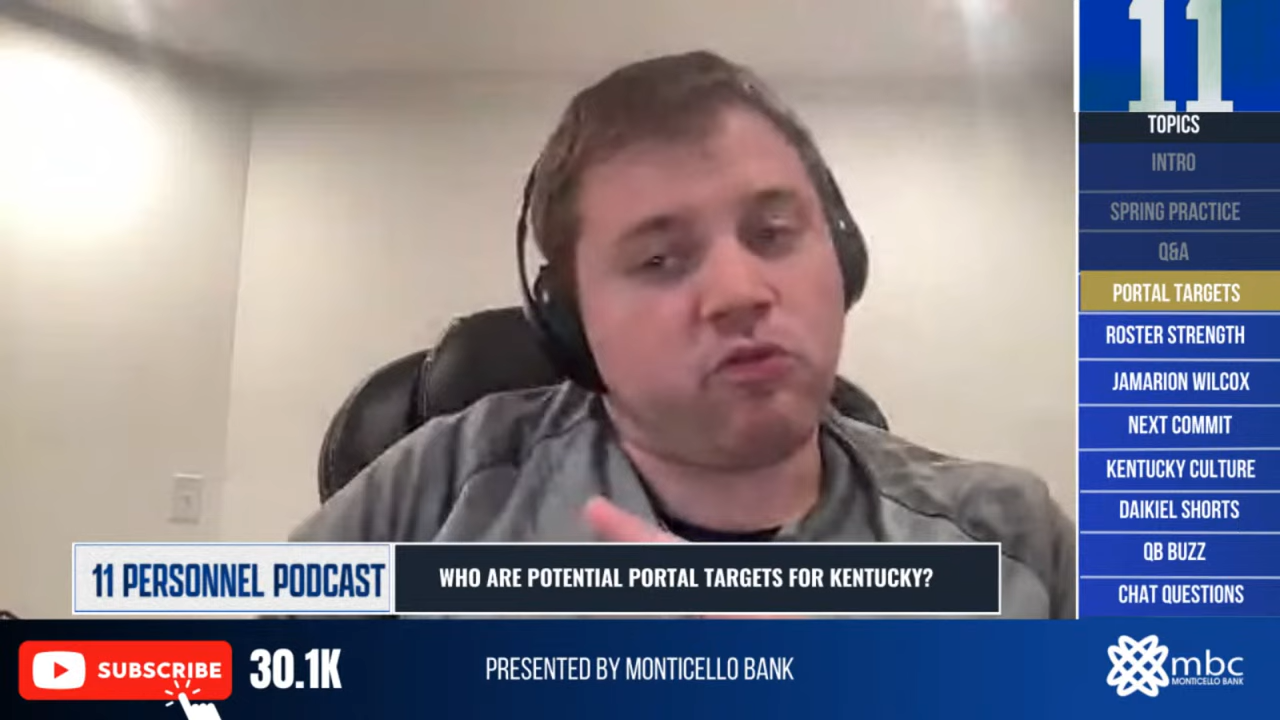 11
TOPICS
INTRO
SPRING PRACTICE
Q&A
PORTAL TARGETS
ROSTER STRENGTH
JAMARION WILCOX
NEXT COMMIT
KENTUCKY CULTURE
DAIKIEL SHORTS
QB BUZZ
CHAT QUESTIONS
11 PERSONNEL PODCAST
WHO ARE POTENTIAL PORTAL TARGETS FOR KENTUCKY?
SUBSCRIBE
30.1K
PRESENTED BY MONTICELLO BANK
mbc
MONTICELLO BANK